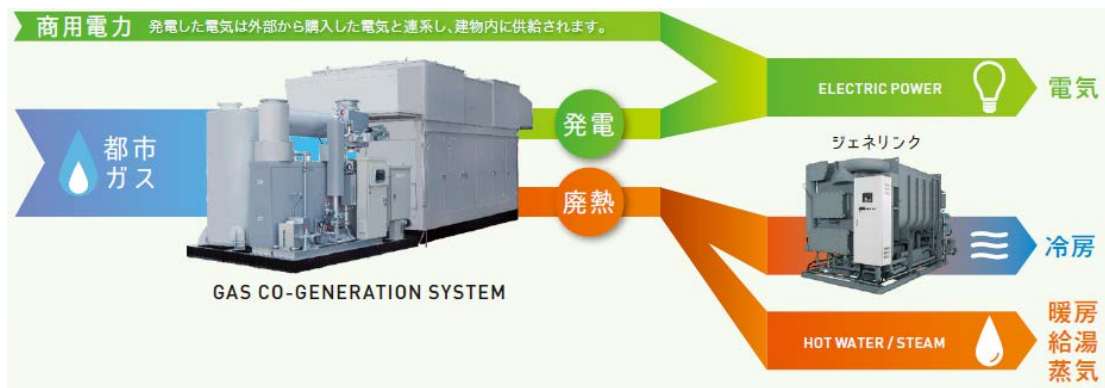 商用電力 発電した電気は外部から購入した電気と連系し、建物内に供給されます。
都市
ガス
GAS CO-GENERATION SYSTEM
発電
廃熱
ELECTRIC POWER
電気
ジェネリンク
冷房
HOT WATER / STEAM
暖房
給湯
蒸気